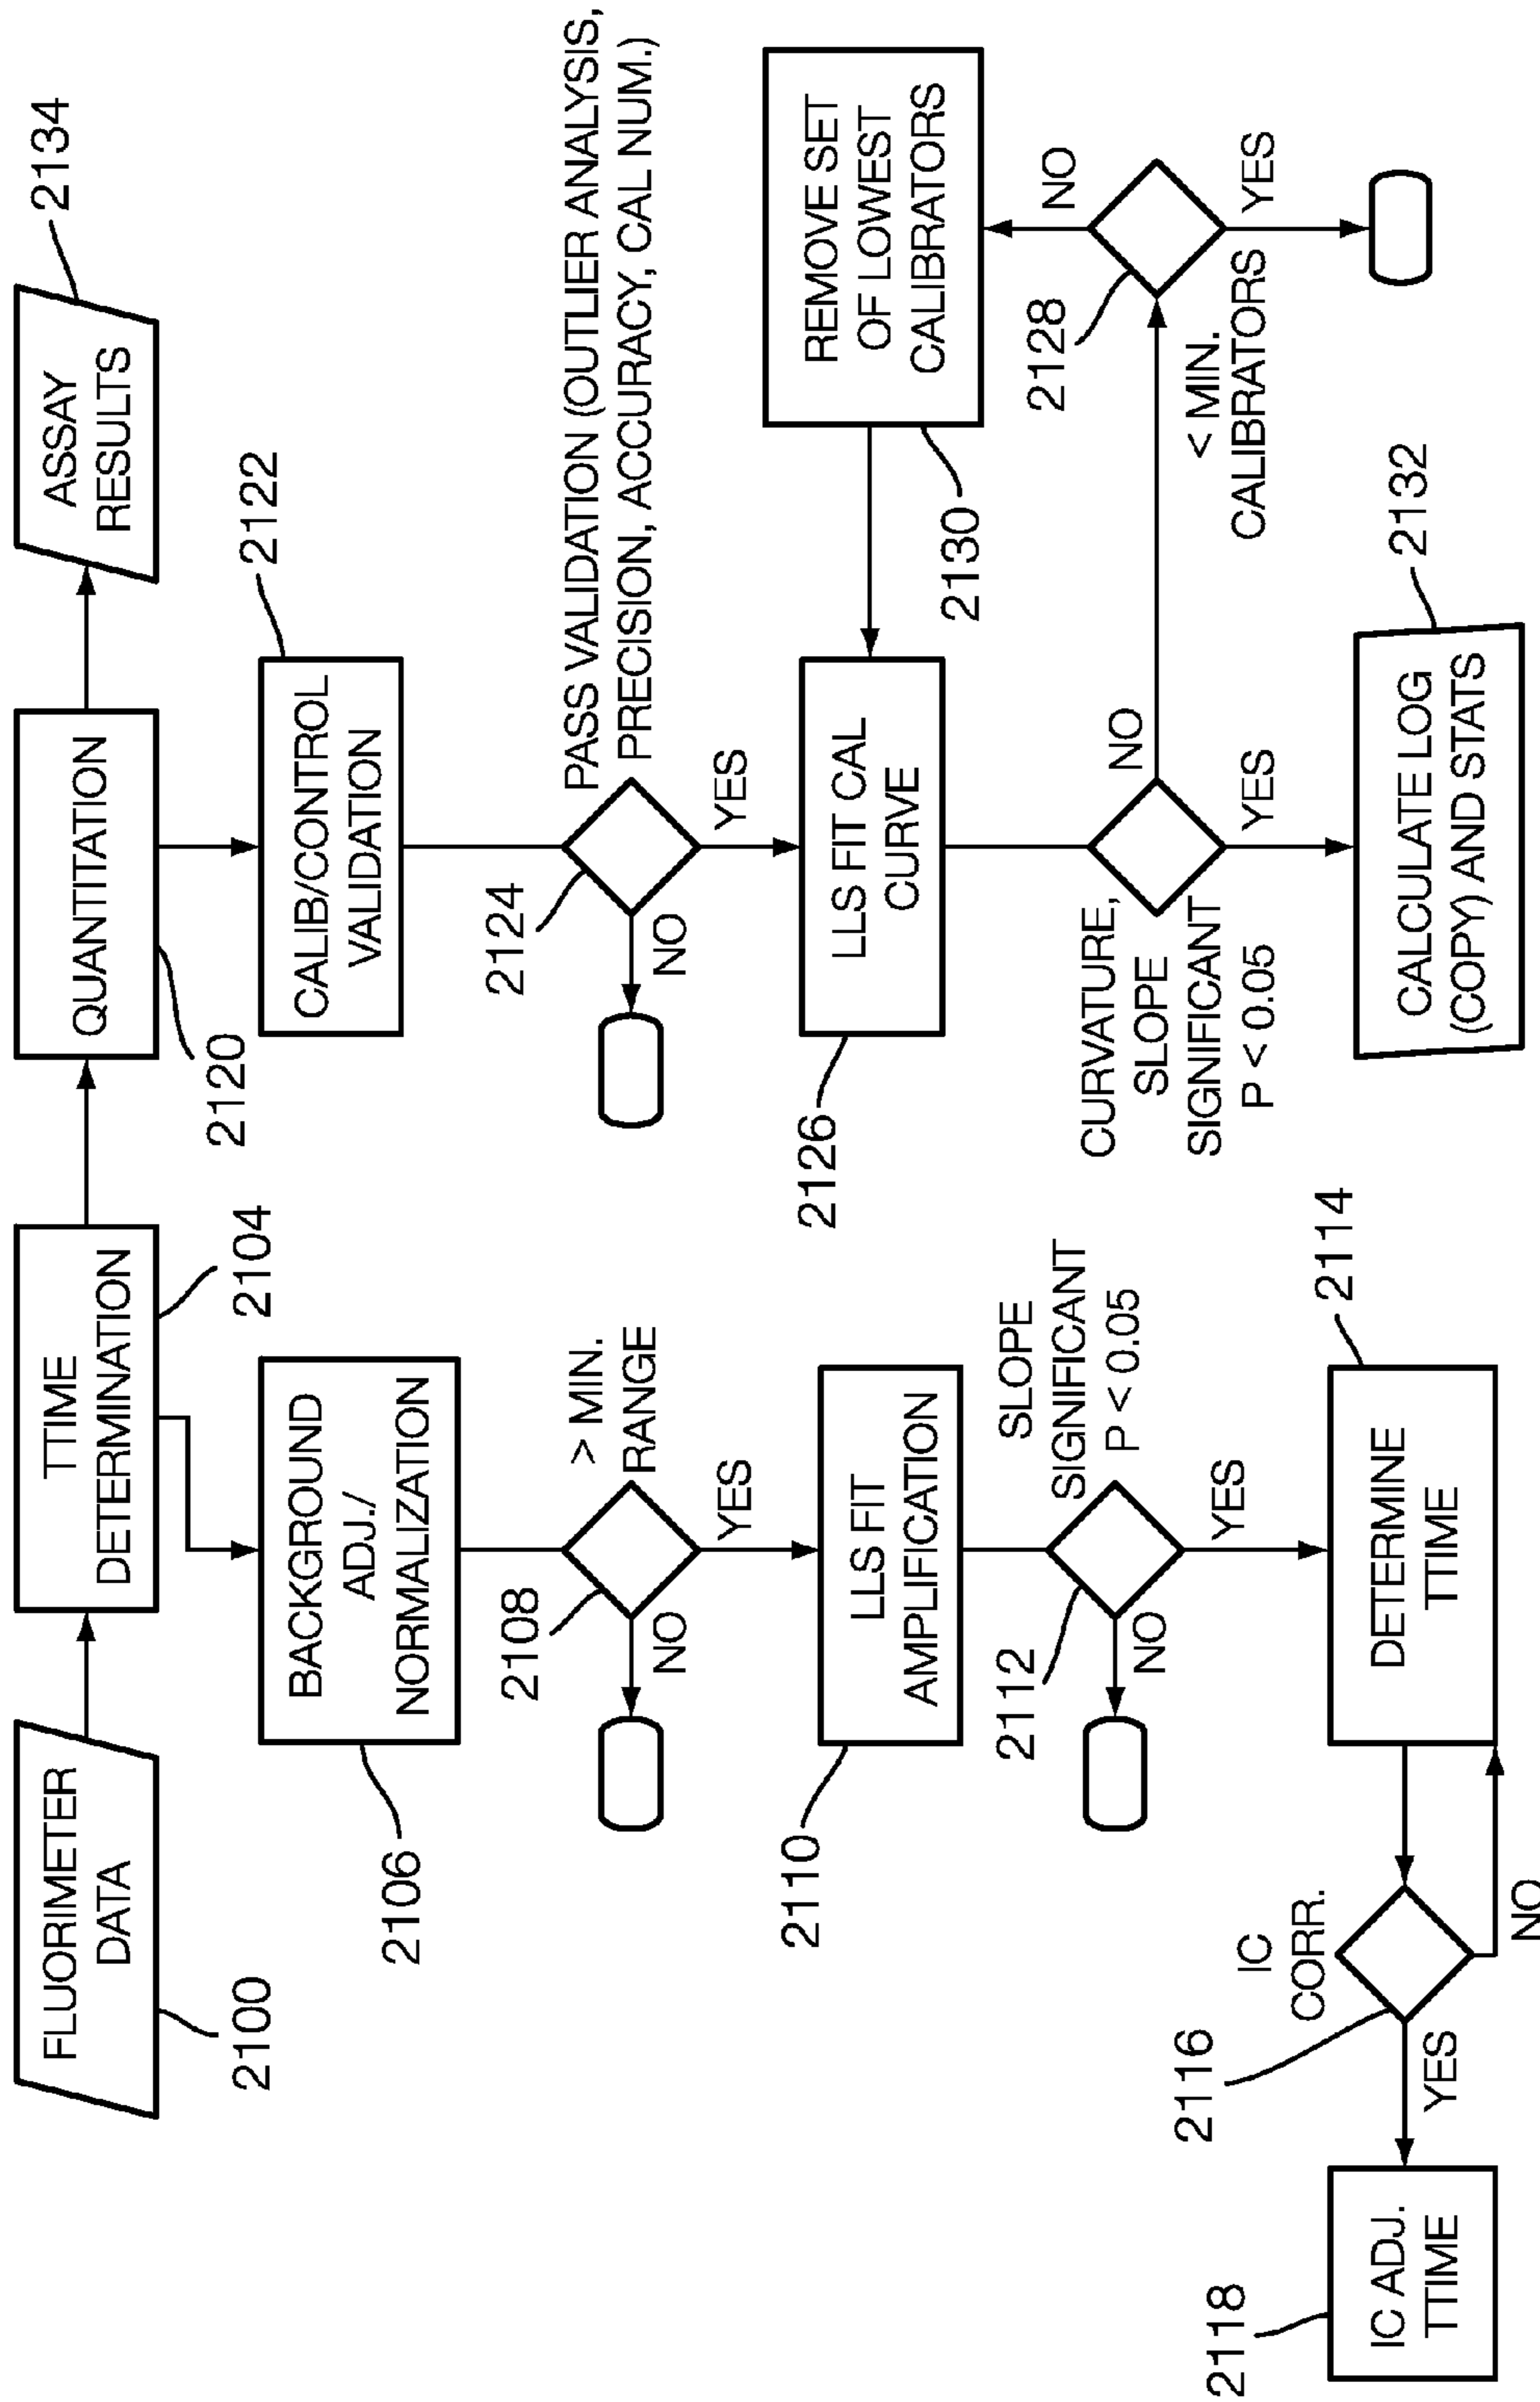 FLUORIMETER
DATA
2100
TTIME
DETERMINATION
2104
QUANTITATION
2120
ASSAY
RESULTS
2134
BACKGROUND
ADJ./
NORMALIZATION
2106
> MIN.
RANGE
2108
NO
YES
LLS FIT
AMPLIFICATION
2110
SLOPE
SIGNIFICANT
P < 0.05
2112
NO
YES
DETERMINE
TTIME
2114
IC
CORR.
2116
YES
NO
IC ADJ.
TTIME
2118
CALIB/CONTROL
VALIDATION
2122
PASS VALIDATION (OUTLIER ANALYSIS,
PRECISION, ACCURACY, CAL NUM.)
2124
NO
YES
LLS FIT CAL
CURVE
2126
CURVATURE,
SLOPE
SIGNIFICANT
P < 0.05
NO
YES
< MIN.
CALIBRATORS
2128
NO
YES
REMOVE SET
OF LOWEST
CALIBRATORS
2130
CALCULATE LOG
(COPY) AND STATS
2132